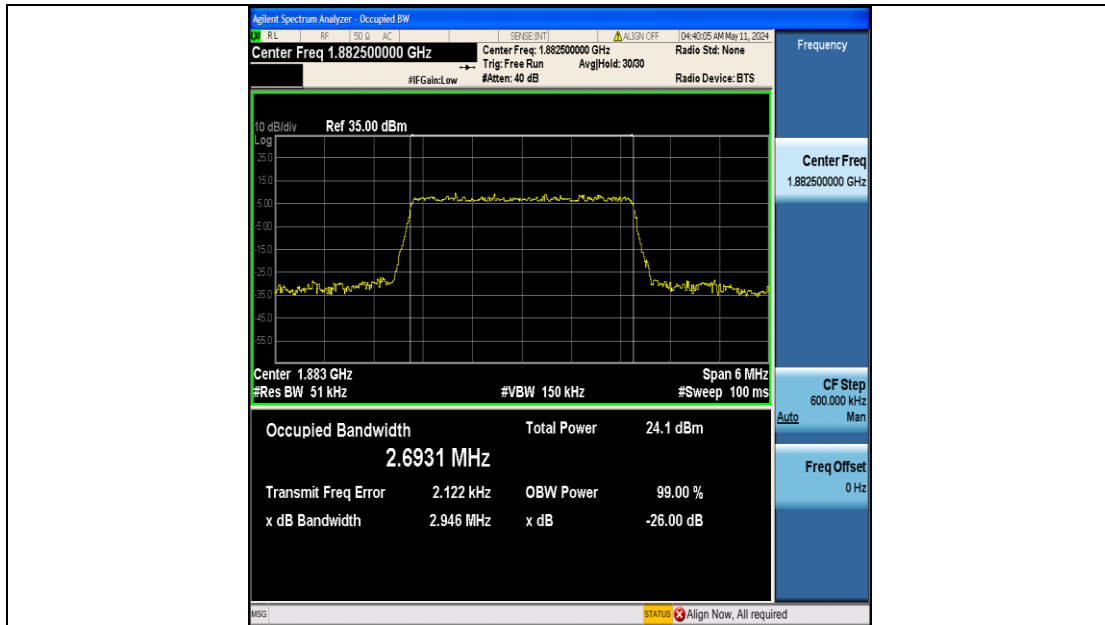 Agilent Spectrum Analyzer - Occupied BW
RL RF 50 Ω AC SENSE:INT ALIGN OFF 04:40:05 AM May 11, 2024
Center Freq 1.882500000 GHz
Center Freq: 1.882500000 GHz Radio Std: None
Trig: Free Run Avg|Hold: 30/30
#IFGain:Low #Atten: 40 dB Radio Device: BTS
Frequency
10 dB/div Ref 35.00 dBm
Log
25.0
15.0
5.00
-5.00
-15.0
-25.0
-35.0
-45.0
-55.0
Center 1.883 GHz Span 6 MHz
#Res BW 51 kHz #VBW 150 kHz #Sweep 100 ms
Center Freq
1.882500000 GHz
CF Step
600.000 kHz
Auto Man
Freq Offset
0 Hz
Occupied Bandwidth Total Power 24.1 dBm
2.6931 MHz
Transmit Freq Error 2.122 kHz OBW Power 99.00 %
x dB Bandwidth 2.946 MHz x dB -26.00 dB
MSG STATUS Align Now, All required